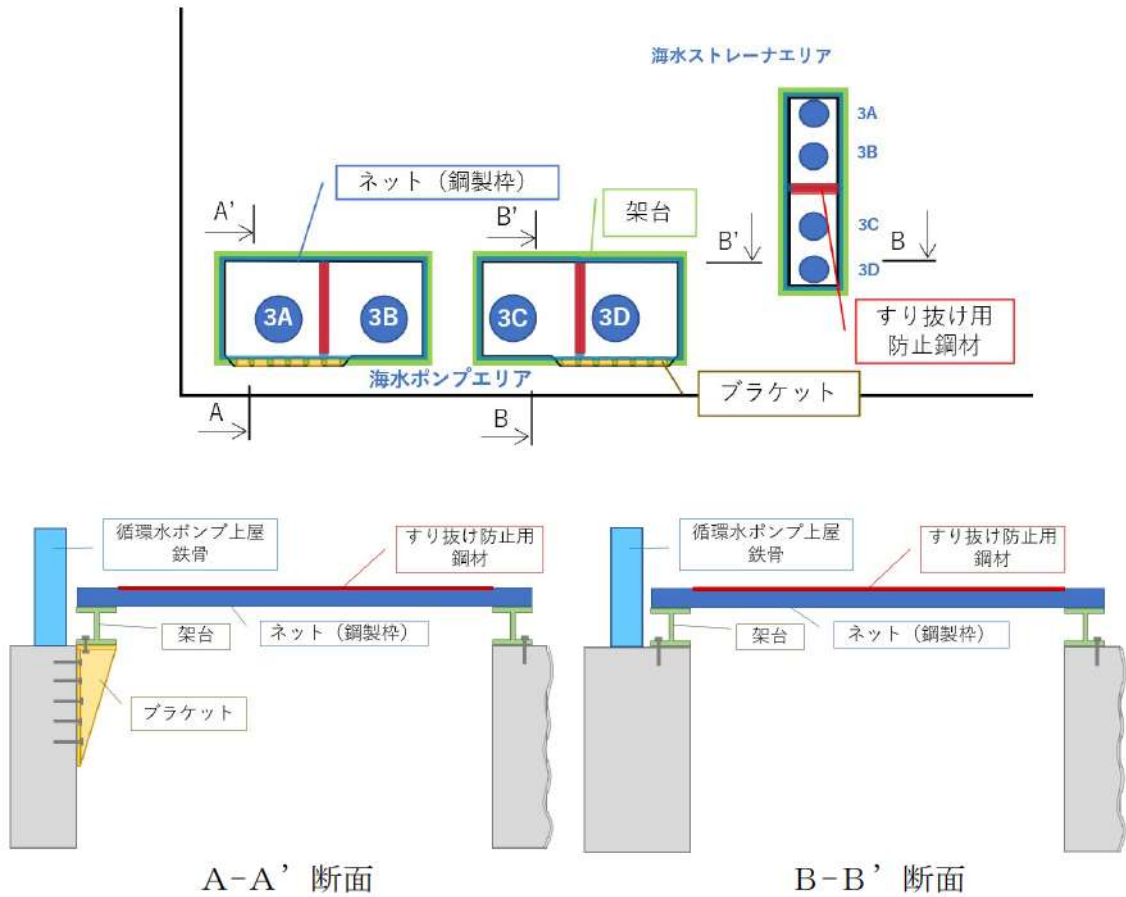 海水ストレーナエリア
3A
3B
3C
3D
ネット（鋼製枠）
架台
A'
B'
B'
B
3A
3B
3C
3D
すり抜け用
防止鋼材
海水ポンプエリア
ブラケット
A
B
循環水ポンプ上屋
鉄骨
すり抜け防止用
鋼材
架台
ネット（鋼製枠）
ブラケット
A-A’断面
循環水ポンプ上屋
鉄骨
すり抜け防止用
鋼材
架台
ネット（鋼製枠）
B-B’断面